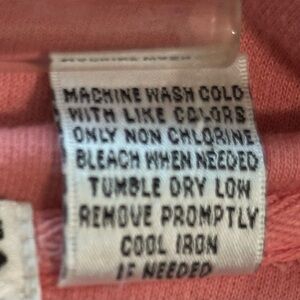 MACHINE WASH COLD
WITH LIKE COLORS
ONLY NON CHLORINE
BLEACH WHEN NEEDED
TUMBLE DRY LOW
REMOVE PROMPTLY
COOL IRON
IF NEEDED